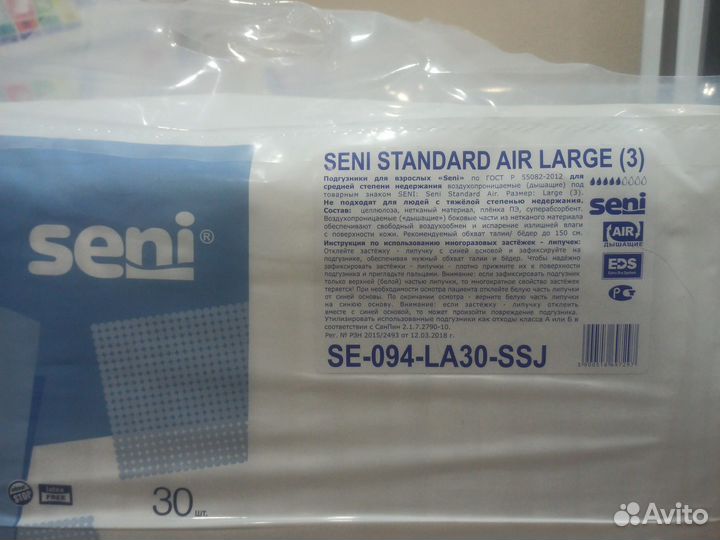 SENI STANDARD AIR LARGE (3)
Подгузники для взрослых «Seni» по ГОСТ Р 55082-2012 для
средней степени недержания воздухопроницаемые (дышащие) под
товарным знаком SENI: Seni Standard Air. Размер: Large (3).
Не подходят для людей с тяжёлой степенью недержания.
Состав: целлюлоза, нетканый материал, плёнка ПЭ, суперабсорбент.
Воздухопроницаемые («дышащие») боковые части из нетканого материала
обеспечивают свободный воздухообмен и испарение излишней влаги
с поверхности кожи. Рекомендуемый обхват талии/ бёдер до 150 см.
Инструкция по использованию многоразовых застёжек - липучек:
Отклейте застёжку - липучку с синей основой и зафиксируйте на
подгузнике, обеспечивая нужный обхват талии и бёдер. Чтобы надёжно
зафиксировать застёжки - липучки - плотно прижмите их к поверхности
подгузника и пригладьте пальцами. Внимание: если застёжки зафиксирует
только верхней (белой) частью липучки, то многократное свойство застёжек
теряется! При необходимости осмотра пациента отклейте белую часть липучки
от синей основы. По окончании осмотра - верните белую часть липучки
на синюю основу. Внимание: если застёжку - липучку отклеить
вместе с синей основой, то может произойти повреждение подгузника.
Утилизировать использованные подгузники как отходы класса А или Б в
соответствии с СанПин 2.1.7.2790-10.
Рег. № РЗН 2015/2493 от 12.03.2018 г.
SE-094-LA30-SSJ
seni
(AIR)
ДЫШАЩИЕ
EDS
seni®
STOP
latex
FREE
30 шт.
Avito